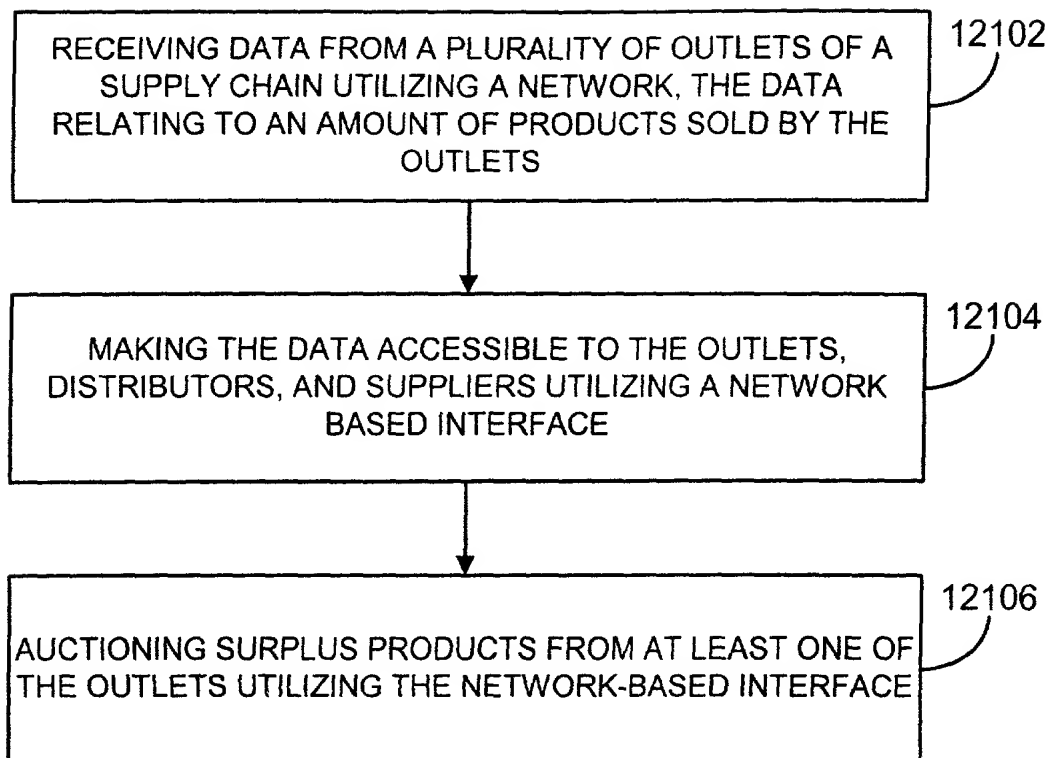 RECEIVING DATA FROM A PLURALITY OF OUTLETS OF A
SUPPLY CHAIN UTILIZING A NETWORK, THE DATA
RELATING TO AN AMOUNT OF PRODUCTS SOLD BY THE
OUTLETS
12102
MAKING THE DATA ACCESSIBLE TO THE OUTLETS,
DISTRIBUTORS, AND SUPPLIERS UTILIZING A NETWORK
BASED INTERFACE
12104
AUCTIONING SURPLUS PRODUCTS FROM AT LEAST ONE OF
THE OUTLETS UTILIZING THE NETWORK-BASED INTERFACE
12106